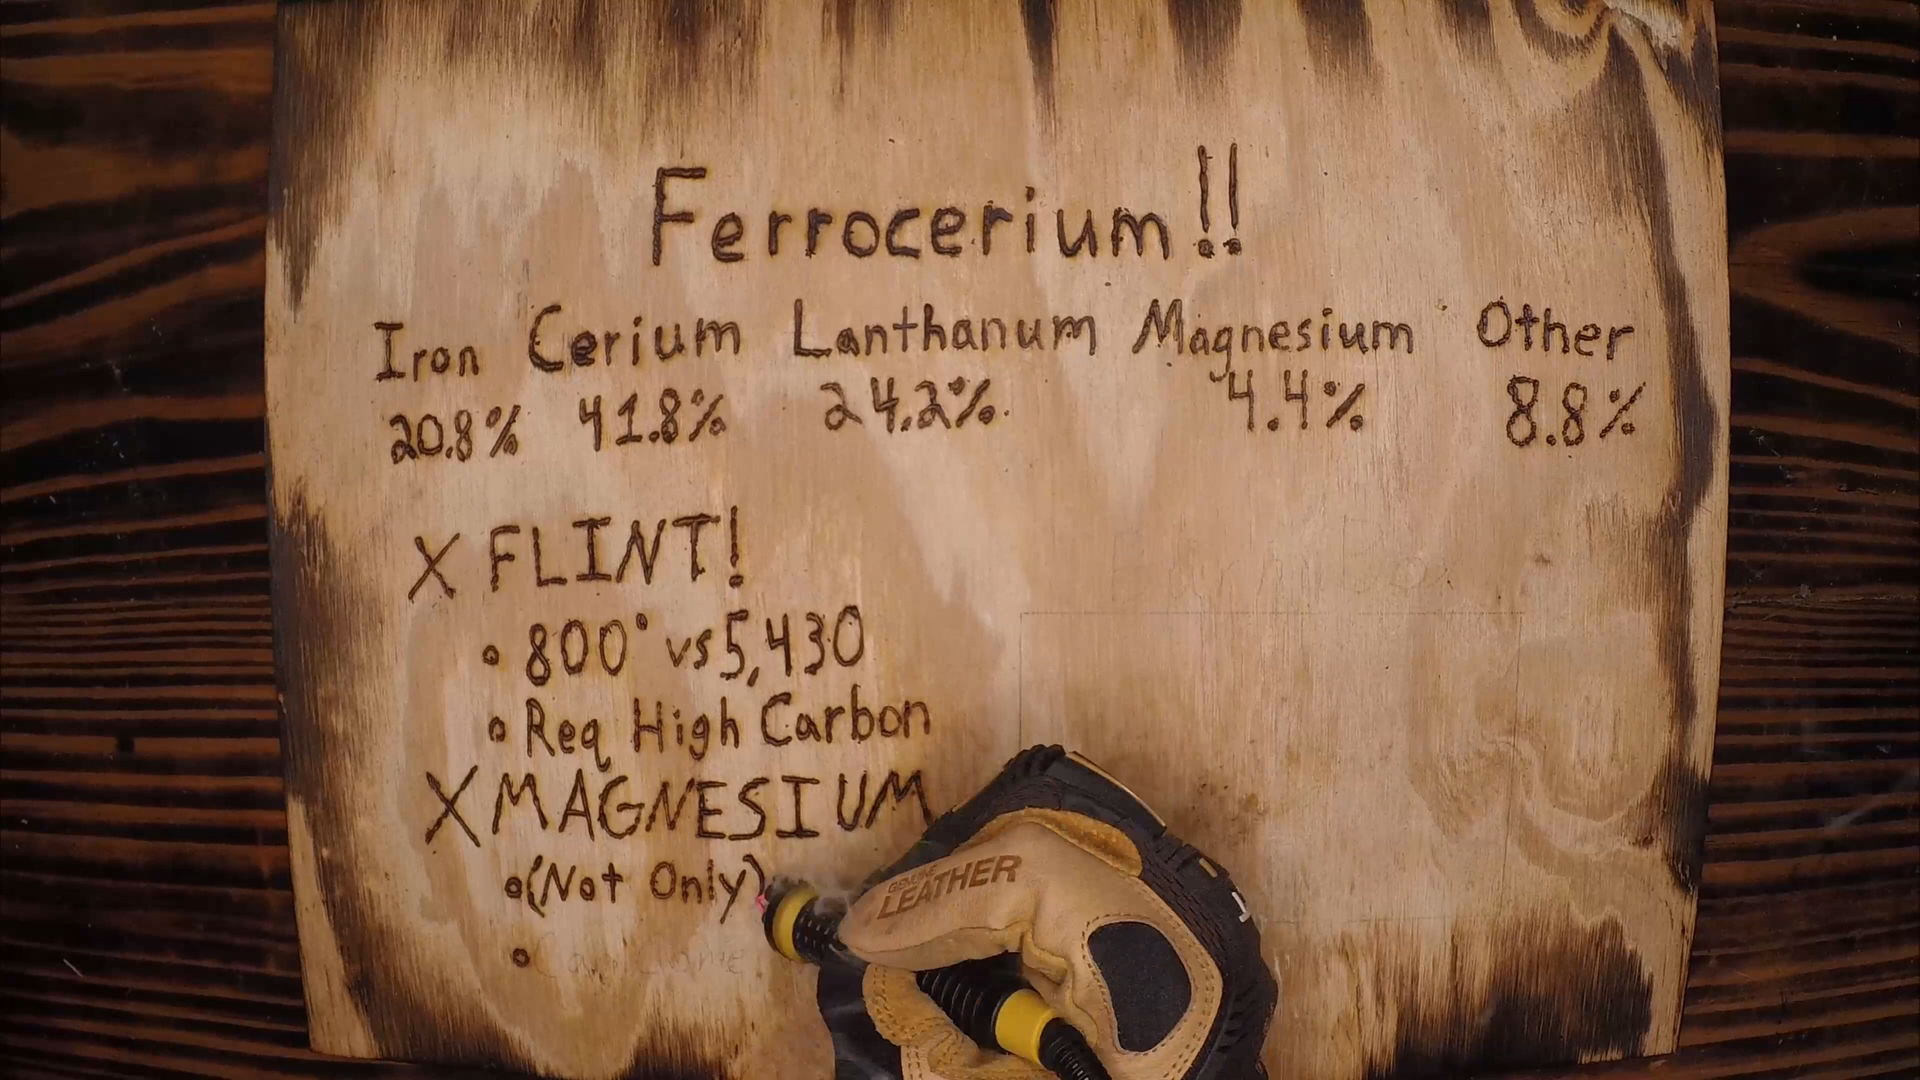 Ferrocerium!!
Iron Cerium Lanthanum Magnesium Other
20.8% 41.8% 24.2% 4.4% 8.8%
X FLINT!
• 800° vs 5,430
• Req High Carbon
X MAGNESIUM
• (Not Only)
•
GENUINE
LEATHER